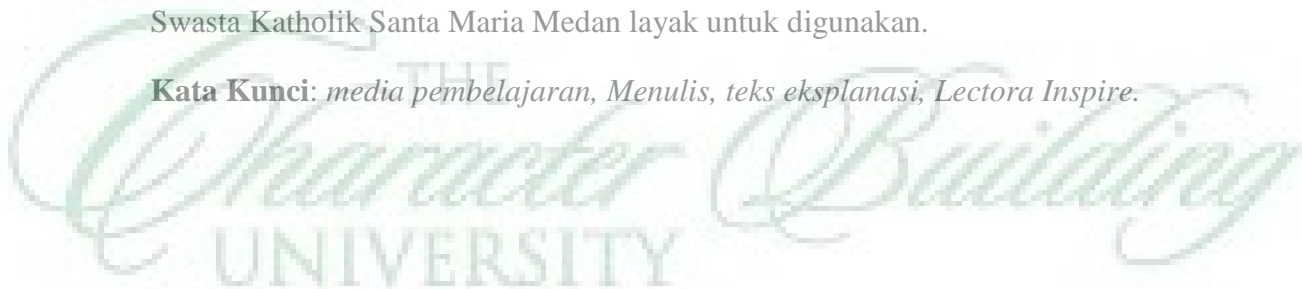 Swasta Katholik Santa Maria Medan layak untuk digunakan.
Kata Kunci: media pembelajaran, Menulis, teks eksplanasi, Lectora Inspire.
THE
Character Building
UNIVERSITY